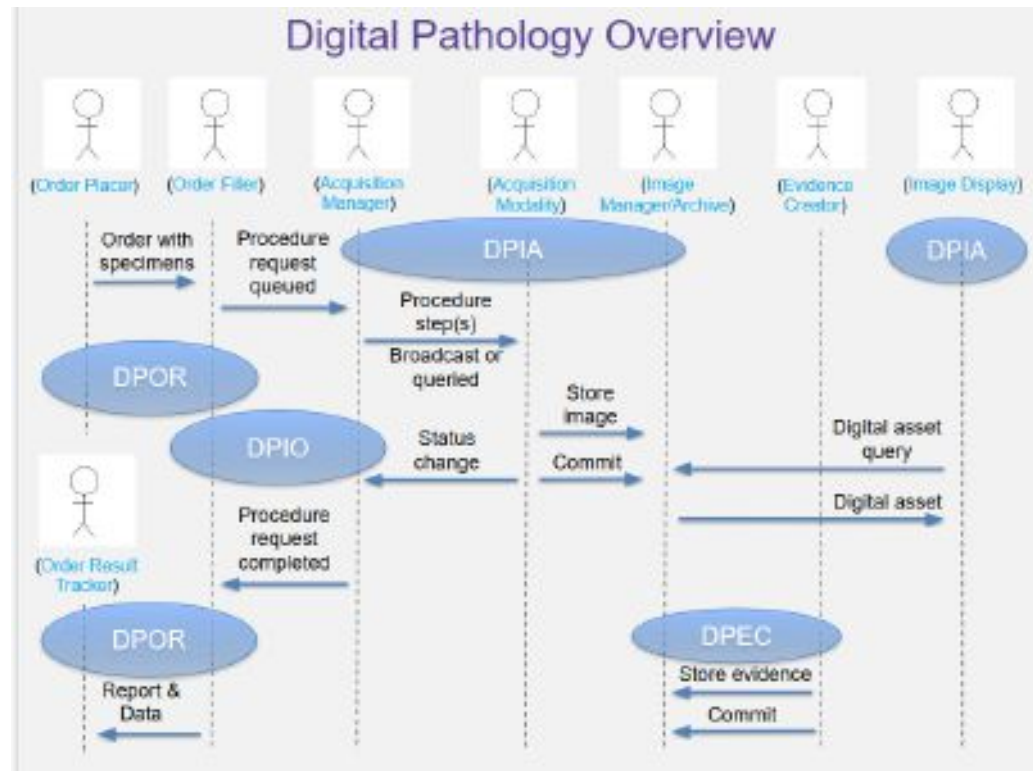 Digital Pathology Overview
(Order Placer)
(Order Filler)
(Acquisition
Manager)
(Acquisition
Modality)
(Image
Manager/Archive)
(Evidence
Creator)
(Image Display)
Order with
specimens
Procedure
request
queued
DPIA
DPIA
Procedure
step(s)
Broadcast or
queried
DPOR
Store
image
DPIO
Status
change
Commit
Digital asset
query
Digital asset
(Order Result
Tracker)
Procedure
request
completed
DPOR
DPEC
Store evidence
Report &
Data
Commit